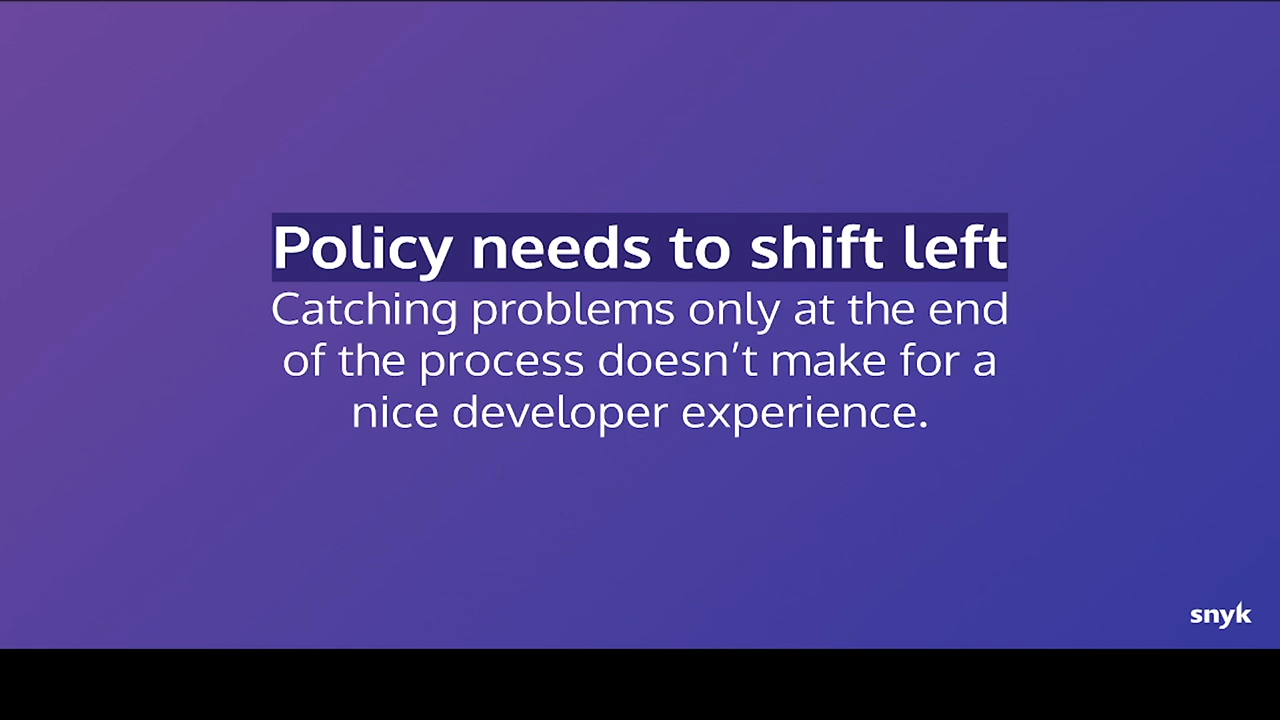 Policy needs to shift left
Catching problems only at the end
of the process doesn’t make for a
nice developer experience.
snyk